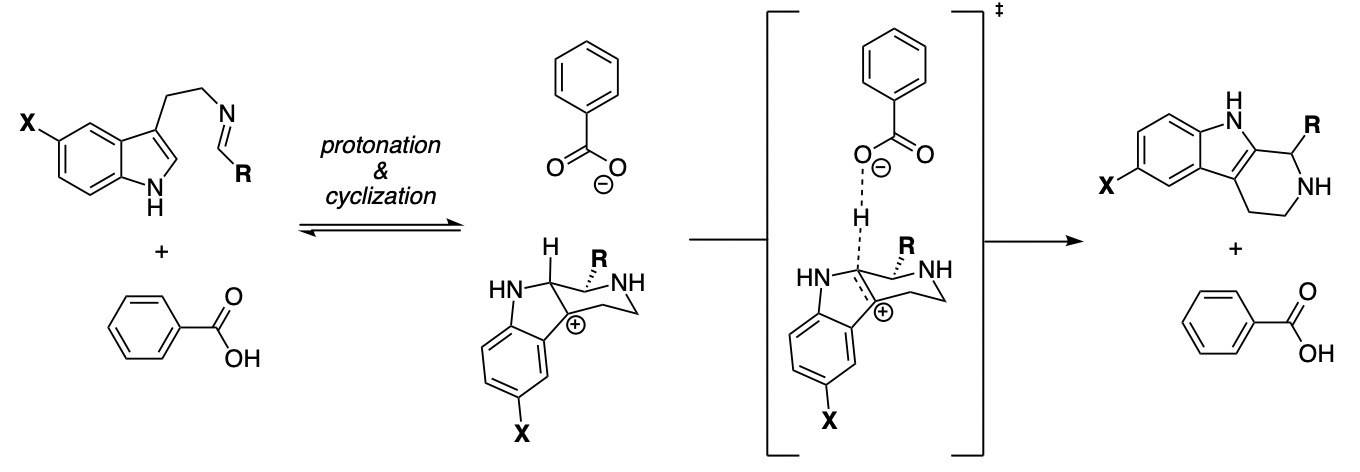 X
N
R
N
H
+
O
OH
protonation
&
cyclization
O
O
⊖
H
R
HN
NH
⊕
X
‡
O
⊖
O
H
R
HN
NH
⊕
X
H
N
R
NH
X
+
O
OH